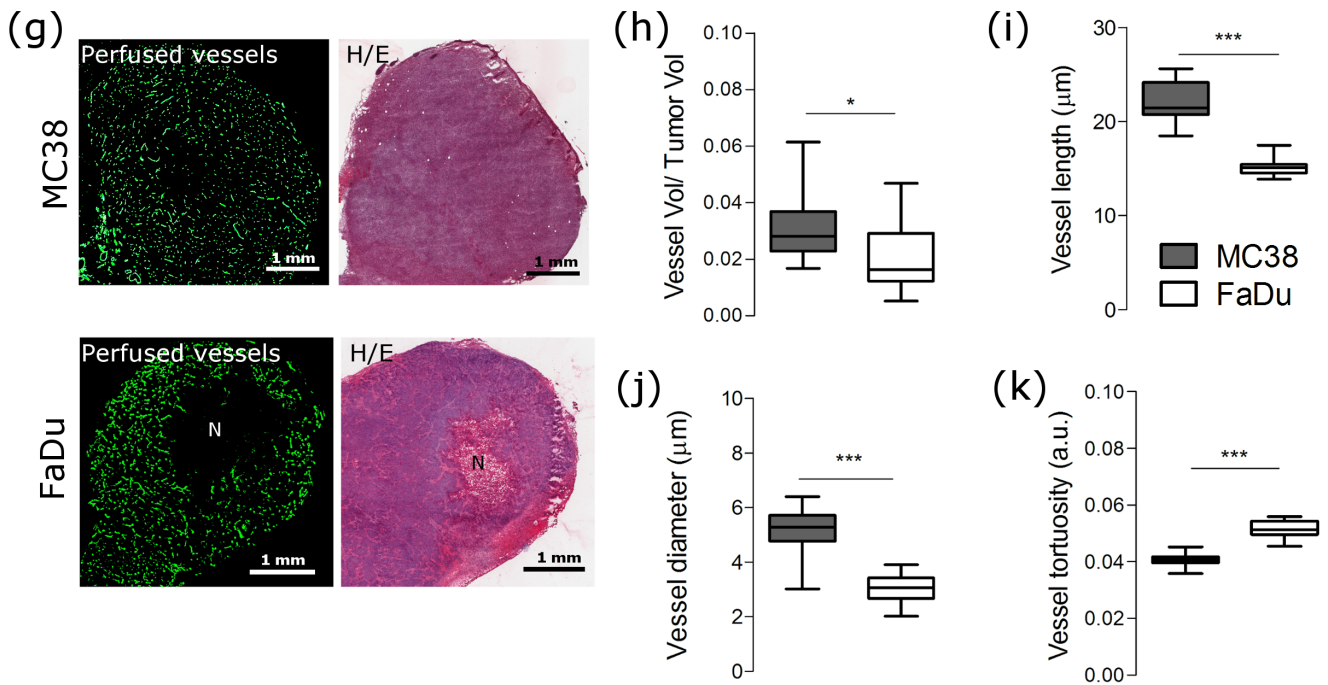 (g)
MC38
Perfused vessels
1 mm
H/E
1 mm
FaDu
Perfused vessels
N
1 mm
H/E
N
1 mm
(h)
Vessel Vol/ Tumor Vol
0.10
0.08
0.06
0.04
0.02
0.00
*
(i)
Vessel length (μm)
30
20
10
0
***
MC38
FaDu
(j)
Vessel diameter (μm)
10
8
6
4
2
0
***
(k)
Vessel tortuosity (a.u.)
0.10
0.08
0.06
0.04
0.02
0.00
***